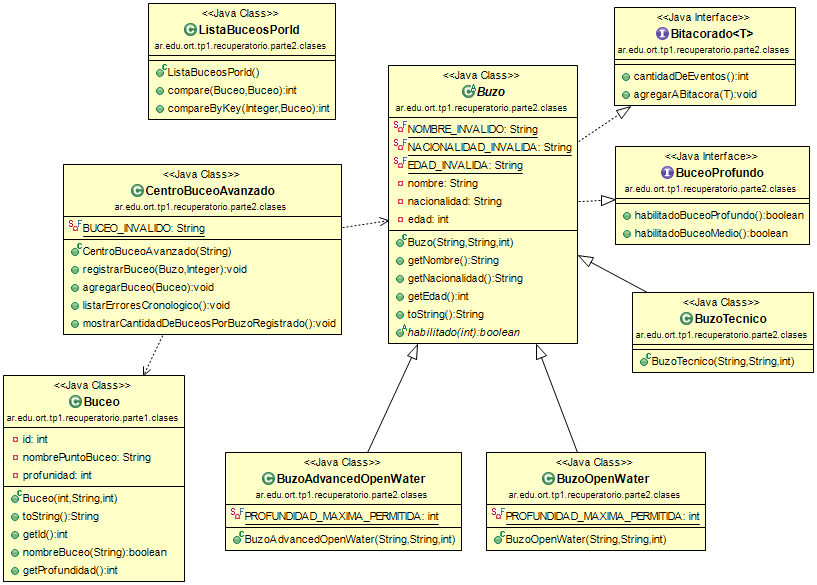 <<Java Class>>
ListaBuceosPorId
ar.edu.ort.tp1.recuperatorio.parte2.clases
ListaBuceosPorId()
compare(Buceo,Buceo):int
compareByKey(Integer,Buceo):int
<<Java Interface>>
Bitacorado<T>
ar.edu.ort.tp1.recuperatorio.parte2.clases
cantidadDeEventos():int
agregarABitacora(T):void
<<Java Class>>
Buzo
ar.edu.ort.tp1.recuperatorio.parte2.clases
NOMBRE_INVALIDO: String
NACIONALIDAD_INVALIDA: String
EDAD_INVALIDA: String
nombre: String
nacionalidad: String
edad: int
Buzo(String,String,int)
getNombre():String
getNacionalidad():String
getEdad():int
toString():String
habilitado(int):boolean
<<Java Interface>>
BuceoProfundo
ar.edu.ort.tp1.recuperatorio.parte2.clases
habilitadoBuceoProfundo():boolean
habilitadoBuceoMedio():boolean
<<Java Class>>
CentroBuceoAvanzado
ar.edu.ort.tp1.recuperatorio.parte2.clases
BUCEO_INVALIDO: String
CentroBuceoAvanzado(String)
registrarBuceo(Buzo,Integer):void
agregarBuceo(Buceo):void
listarErroresCronologico():void
mostrarCantidadDeBuceosPorBuzoRegistrado():void
<<Java Class>>
BuzoTecnico
ar.edu.ort.tp1.recuperatorio.parte2.clases
BuzoTecnico(String,String,int)
<<Java Class>>
Buceo
ar.edu.ort.tp1.recuperatorio.parte1.clases
id: int
nombrePuntoBuceo: String
profunidad: int
Buceo(int,String,int)
toString():String
getId():int
nombreBuceo(String):boolean
getProfundidad():int
<<Java Class>>
BuzoAdvancedOpenWater
ar.edu.ort.tp1.recuperatorio.parte2.clases
PROFUNDIDAD_MAXIMA_PERMITIDA: int
BuzoAdvancedOpenWater(String,String,int)
<<Java Class>>
BuzoOpenWater
ar.edu.ort.tp1.recuperatorio.parte2.clases
PROFUNDIDAD_MAXIMA_PERMITIDA: int
BuzoOpenWater(String,String,int)